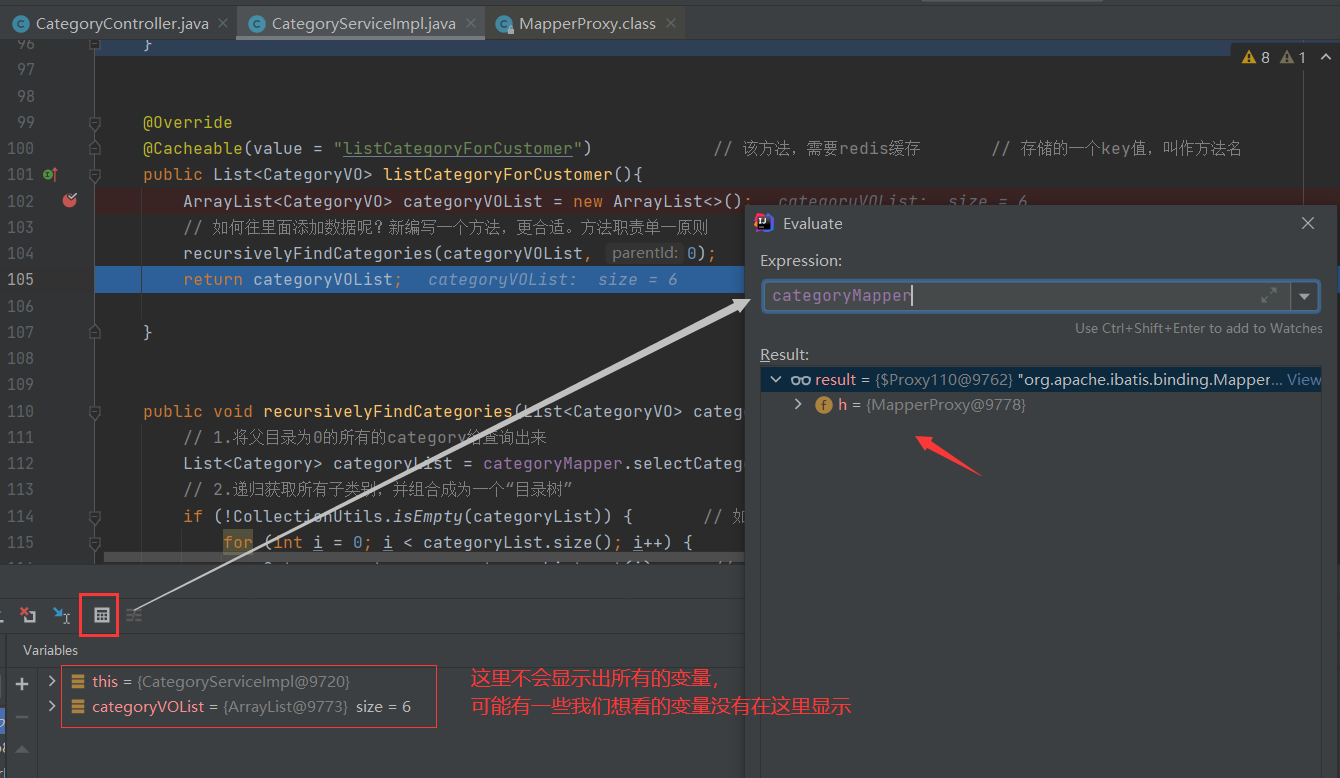 CategoryController.java
CategoryServiceImpl.java
MapperProxy.class
96 }
8 1
97
98
99 @Override
100 @Cacheable(value = "listCategoryForCustomer") // 该方法，需要redis缓存 // 存储的一个key值，叫作方法名
101 public List<CategoryVO> listCategoryForCustomer(){
102 ArrayList<CategoryVO> categoryVOList = new ArrayList<>(); categoryVOList: size = 6
103 // 如何往里面添加数据呢？新编写一个方法，更合适。方法职责单一原则
104 recursivelyFindCategories(categoryVOList, parentId: 0);
105 return categoryVOList; categoryVOList: size = 6
106
107 }
108
109
110 public void recursivelyFindCategories(List<CategoryVO> categ
111 // 1.将父目录为0的所有的category给查询出来
112 List<Category> categoryList = categoryMapper.selectCateg
113 // 2.递归获取所有子类别，并组合成为一个“目录树”
114 if (!CollectionUtils.isEmpty(categoryList)) { // 如
115 for (int i = 0; i < categoryList.size(); i++) {
Evaluate
Expression:
categoryMapper
Use Ctrl+Shift+Enter to add to Watches
Result:
result = {$Proxy110@9762} "org.apache.ibatis.binding.Mapper... View
h = {MapperProxy@9778}
Variables
this = {CategoryServiceImpl@9720}
categoryVOList = {ArrayList@9773} size = 6
这里不会显示出所有的变量，
可能有一些我们想看的变量没有在这里显示